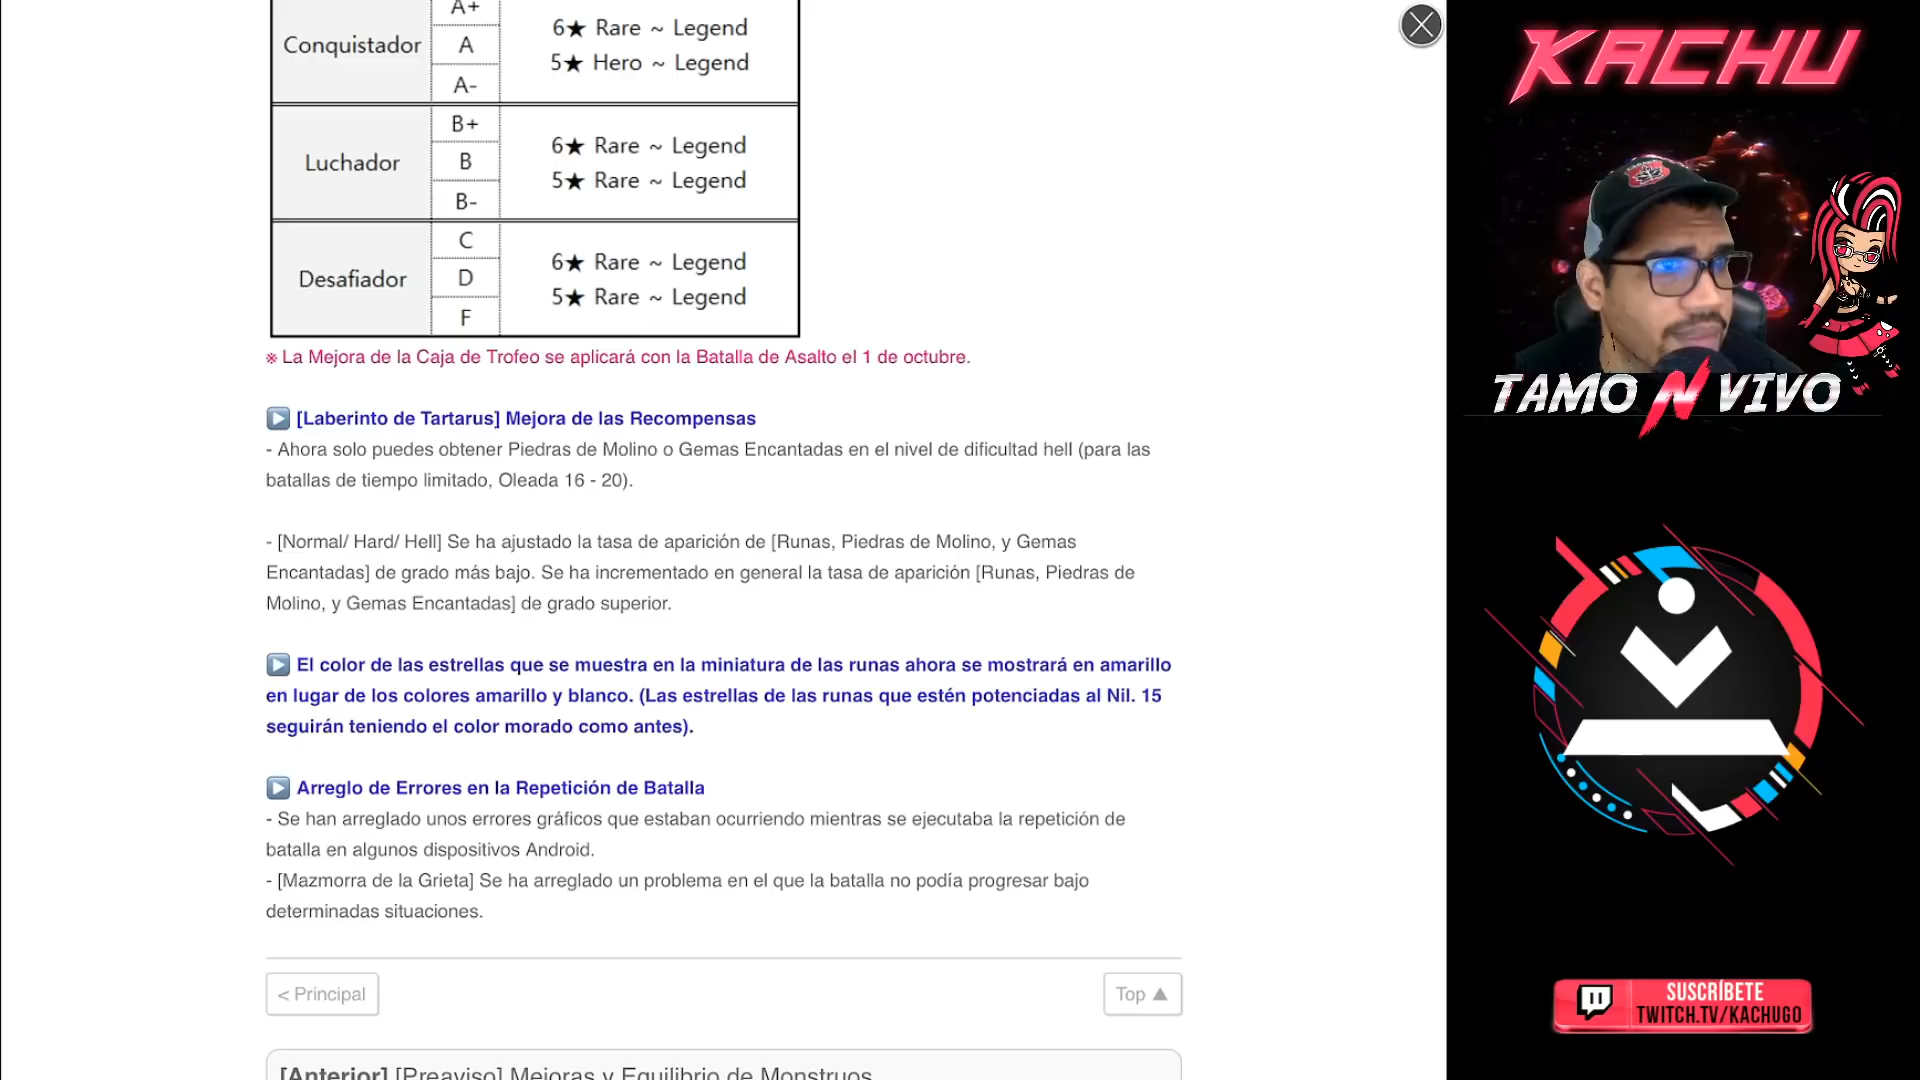 Conquistador
A+
A
A-
6★ Rare ~ Legend
5★ Hero ~ Legend
Luchador
B+
B
B-
6★ Rare ~ Legend
5★ Rare ~ Legend
Desafiador
C
D
F
6★ Rare ~ Legend
5★ Rare ~ Legend
※ La Mejora de la Caja de Trofeo se aplicará con la Batalla de Asalto el 1 de octubre.
▶ [Laberinto de Tartarus] Mejora de las Recompensas
- Ahora solo puedes obtener Piedras de Molino o Gemas Encantadas en el nivel de dificultad hell (para las
batallas de tiempo limitado, Oleada 16 - 20).
- [Normal/ Hard/ Hell] Se ha ajustado la tasa de aparición de [Runas, Piedras de Molino, y Gemas
Encantadas] de grado más bajo. Se ha incrementado en general la tasa de aparición [Runas, Piedras de
Molino, y Gemas Encantadas] de grado superior.
▶ El color de las estrellas que se muestra en la miniatura de las runas ahora se mostrará en amarillo
en lugar de los colores amarillo y blanco. (Las estrellas de las runas que estén potenciadas al Nil. 15
seguirán teniendo el color morado como antes).
▶ Arreglo de Errores en la Repetición de Batalla
- Se han arreglado unos errores gráficos que estaban ocurriendo mientras se ejecutaba la repetición de
batalla en algunos dispositivos Android.
- [Mazmorra de la Grieta] Se ha arreglado un problema en el que la batalla no podía progresar bajo
determinadas situaciones.
< Principal
Top ▲
[Anterior] [Preaviso] Mejoras y Equilibrio de Monstruos
KACHU
TAMO N VIVO
SUSCRÍBETE
TWITCH.TV/KACHUGO